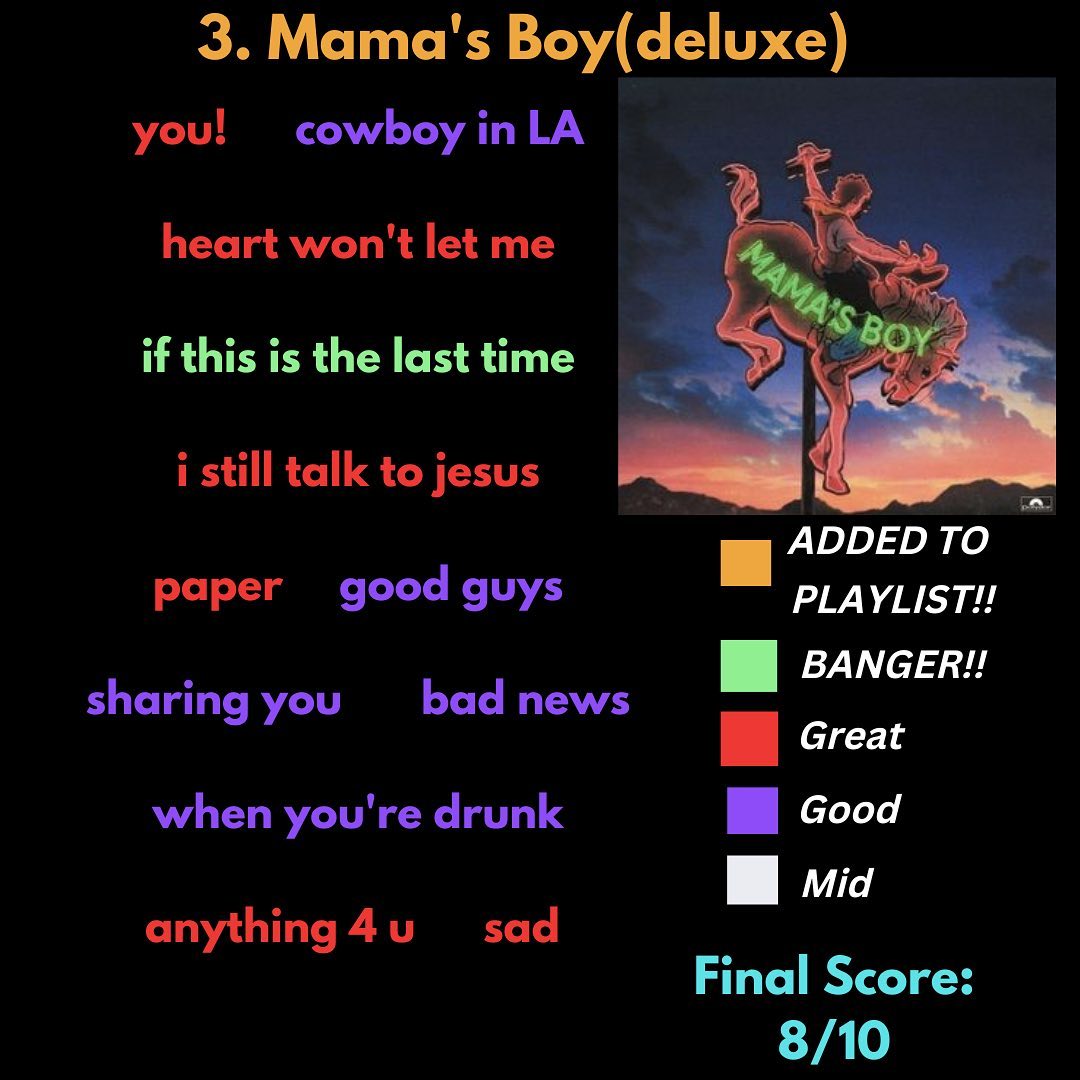 3. Mama's Boy(deluxe)
you! cowboy in LA
heart won't let me
if this is the last time
i still talk to jesus
paper good guys
sharing you bad news
when you're drunk
anything 4 u sad
MAMA'S BOY
ADDED TO
PLAYLIST!!
BANGER!!
Great
Good
Mid
Final Score:
8/10